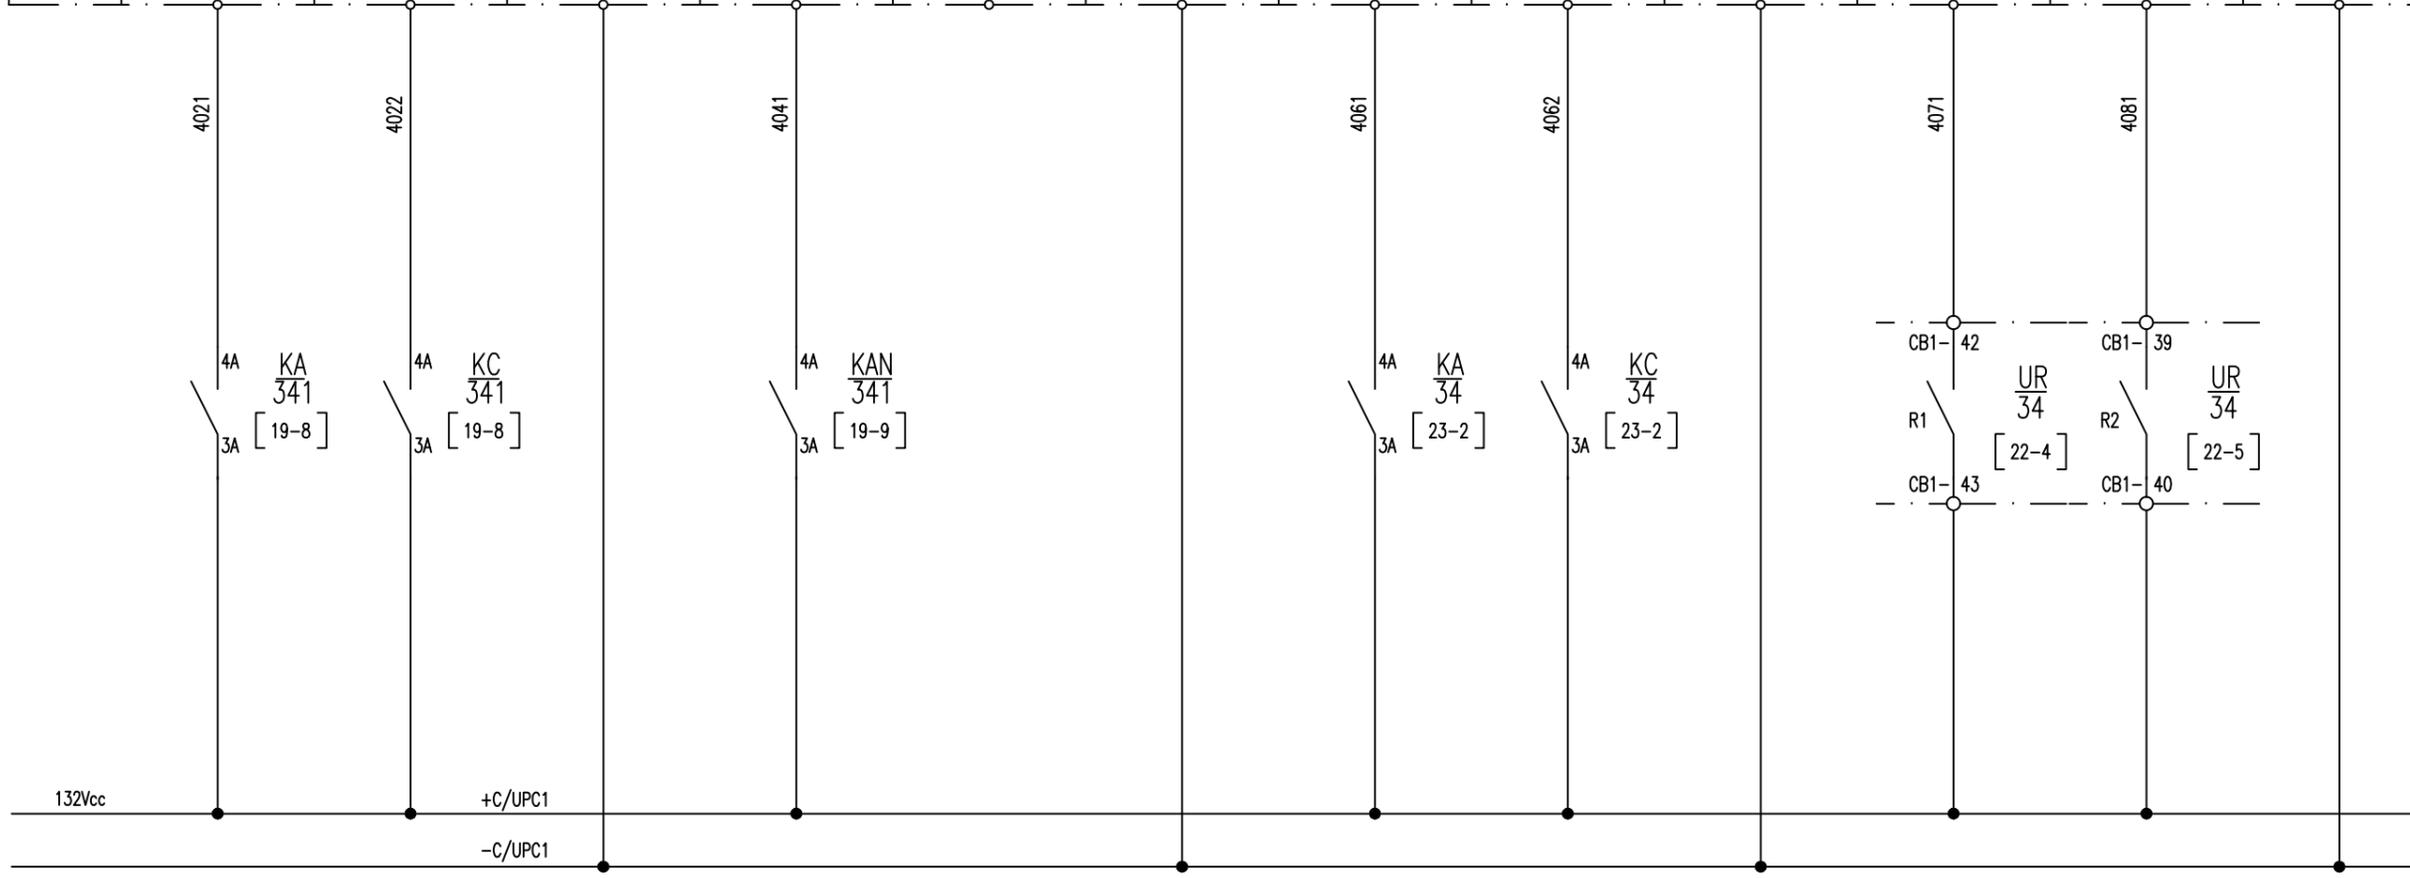 4021
4022
4041
4061
4062
4071
4081
4A
KA
341
[19-8]
3A
4A
KC
341
[19-8]
3A
4A
KAN
341
[19-9]
3A
4A
KA
34
[23-2]
3A
4A
KC
34
[23-2]
3A
CB1- 42
R1
UR
34
[22-4]
CB1- 43
CB1- 39
R2
UR
34
[22-5]
CB1- 40
132Vcc
+C/UPC1
-C/UPC1